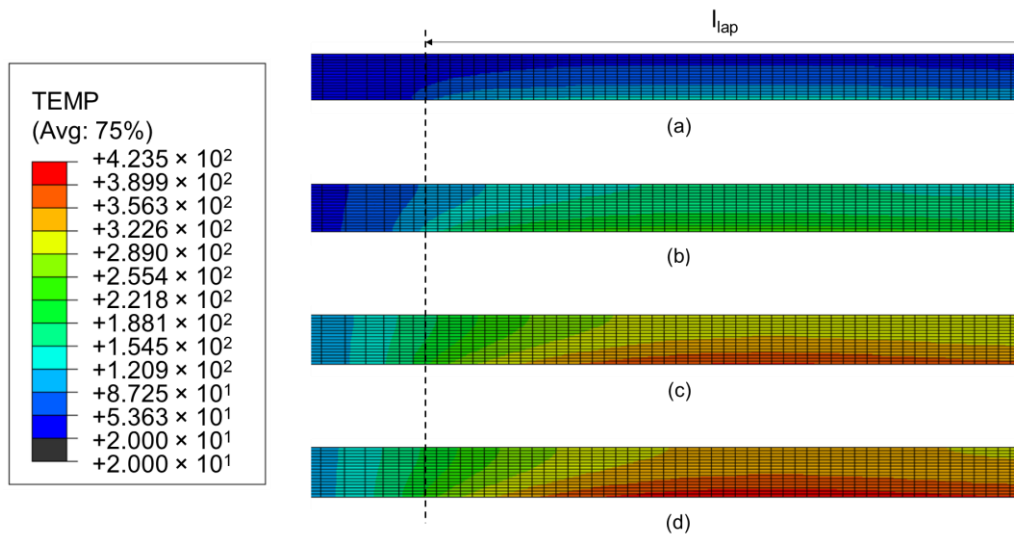 l_lap
TEMP
(Avg: 75%)
+4.235 × 10²
+3.899 × 10²
+3.563 × 10²
+3.226 × 10²
+2.890 × 10²
+2.554 × 10²
+2.218 × 10²
+1.881 × 10²
+1.545 × 10²
+1.209 × 10²
+8.725 × 10¹
+5.363 × 10¹
+2.000 × 10¹
+2.000 × 10¹
(a)
(b)
(c)
(d)